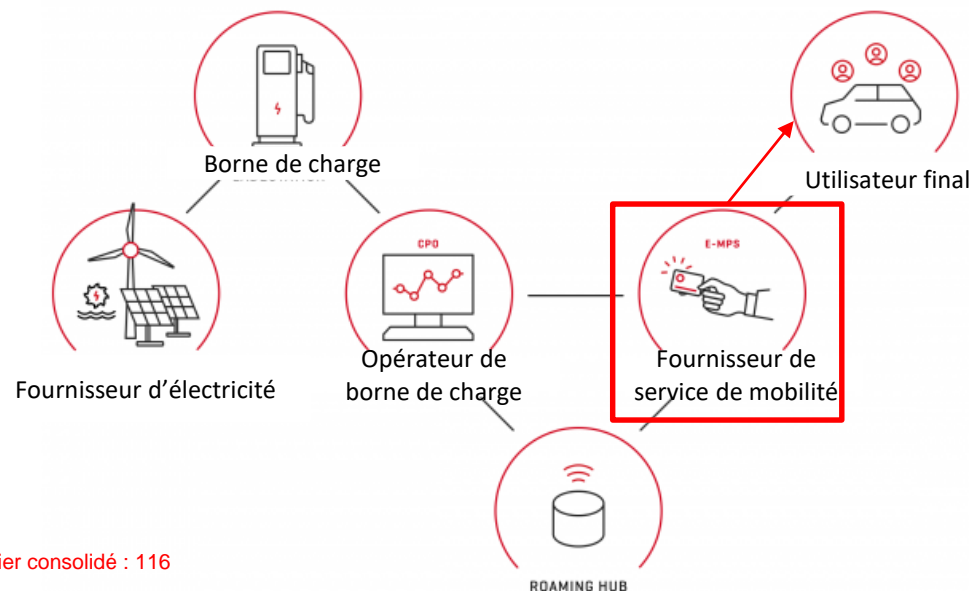 Borne de charge
Utilisateur final
CPO
E-MPS
Opérateur de
borne de charge
Fournisseur de
service de mobilité
Fournisseur d'électricité
ier consolidé : 116
ROAMING HUB